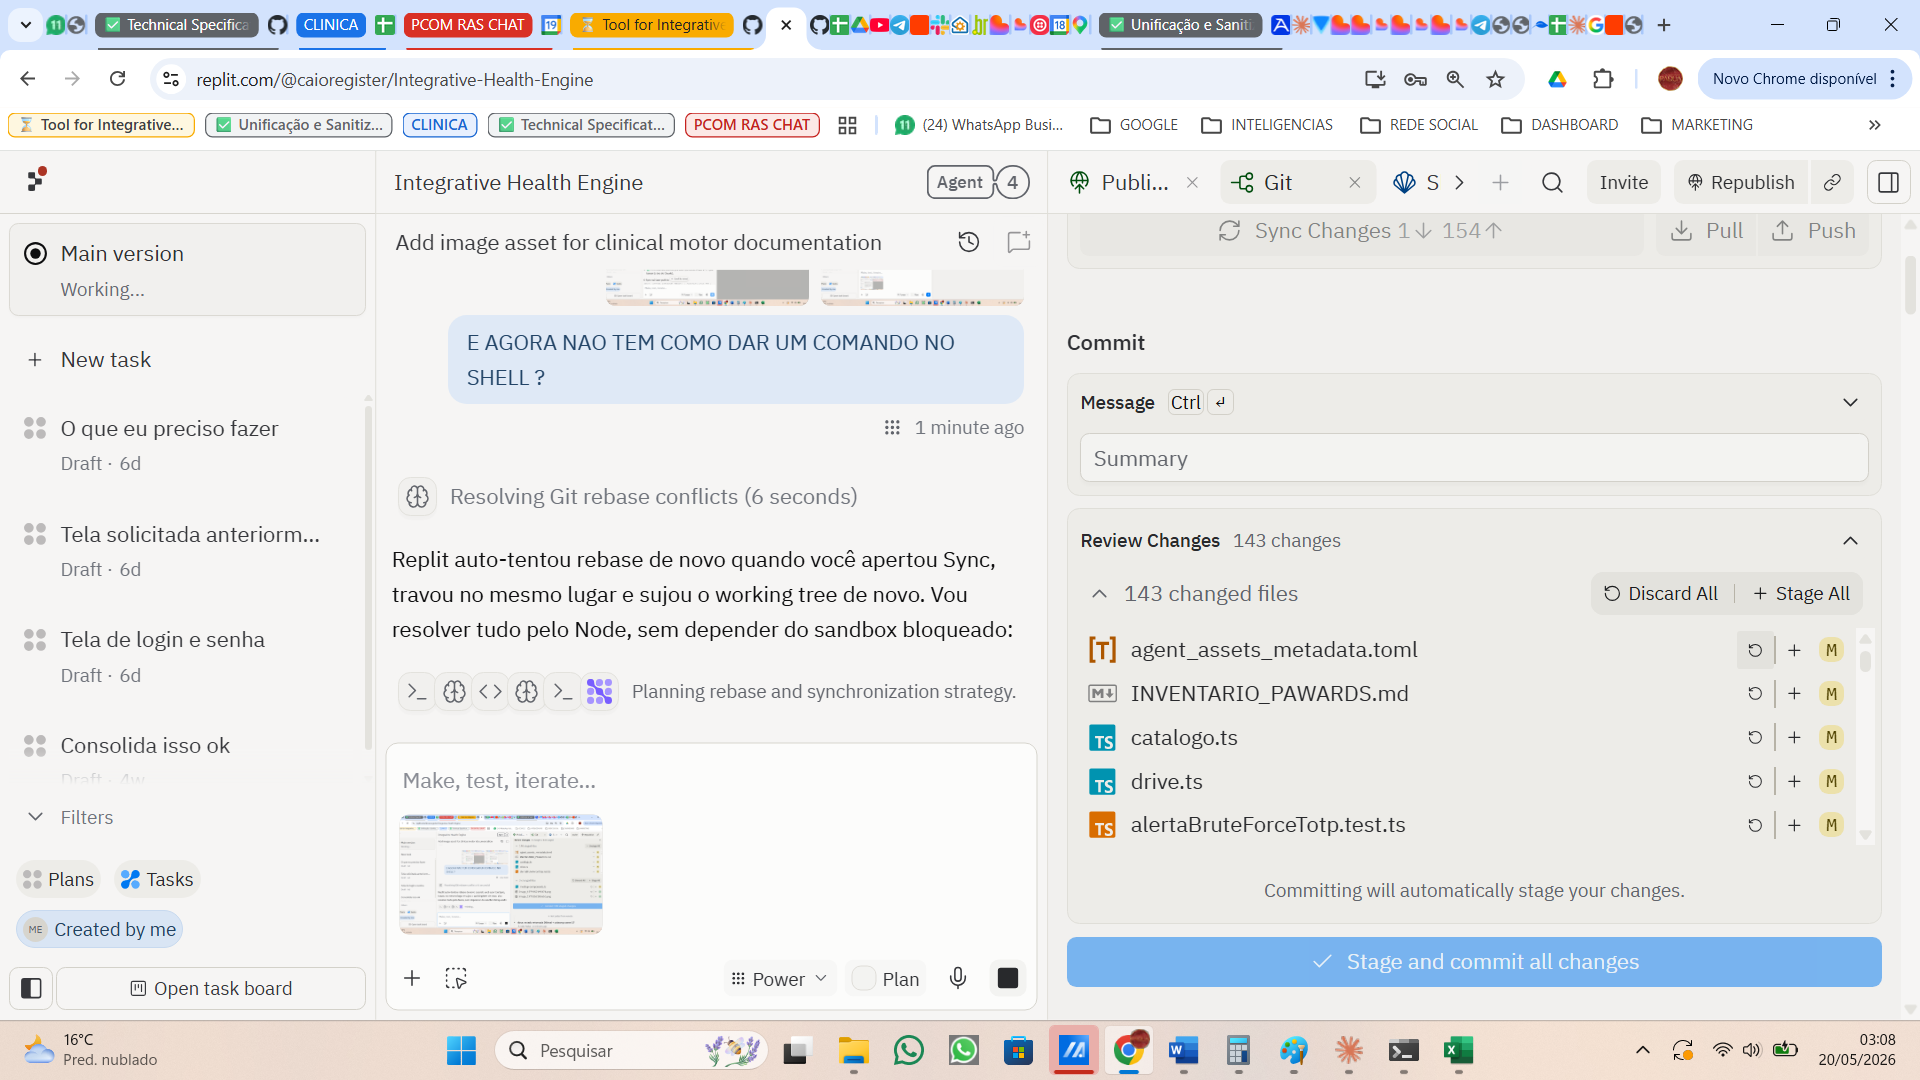 Technical Specifica
CLINICA
PCOM RAS CHAT
Tool for Integrative
Unificação e Saniti
replit.com/@caioregister/Integrative-Health-Engine
Novo Chrome disponível
Tool for Integrative...
Unificação e Sanitiz...
CLINICA
Technical Specificat...
PCOM RAS CHAT
(24) WhatsApp Busi...
GOOGLE
INTELIGENCIAS
REDE SOCIAL
DASHBOARD
MARKETING
Integrative Health Engine
Agent 4
Publi...
Git
S
Invite
Republish
Main version
Working...
New task
O que eu preciso fazer
Draft · 6d
Tela solicitada anteriorm...
Draft · 6d
Tela de login e senha
Draft · 6d
Consolida isso ok
Draft · 4w
Filters
Plans
Tasks
ME Created by me
Open task board
Add image asset for clinical motor documentation
E AGORA NAO TEM COMO DAR UM COMANDO NO
SHELL ?
1 minute ago
Resolving Git rebase conflicts (6 seconds)
Replit auto-tentou rebase de novo quando você apertou Sync,
travou no mesmo lugar e sujou o working tree de novo. Vou
resolver tudo pelo Node, sem depender do sandbox bloqueado:
Planning rebase and synchronization strategy.
Make, test, iterate...
Power
Plan
Sync Changes 1↓ 154↑
Pull
Push
Commit
Message Ctrl ↵
Summary
Review Changes 143 changes
143 changed files
Discard All
+ Stage All
agent_assets_metadata.toml M
INVENTARIO_PAWARDS.md M
TS catalogo.ts M
TS drive.ts M
TS alertaBruteForceTotp.test.ts M
Committing will automatically stage your changes.
Stage and commit all changes
16°C
Pred. nublado
Pesquisar
03:08
20/05/2026